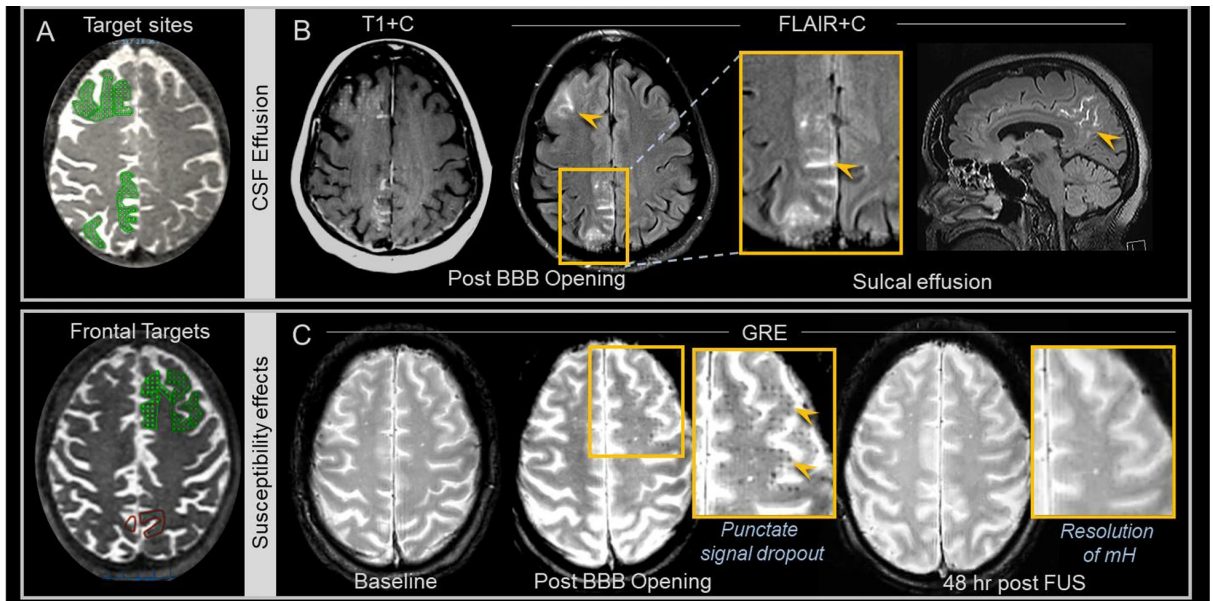 A
Target sites
CSF Effusion
B
T1+C
FLAIR+C
Post BBB Opening
Sulcal effusion
Frontal Targets
Susceptibility effects
C
GRE
Baseline
Post BBB Opening
Punctate
signal dropout
48 hr post FUS
Resolution
of mH